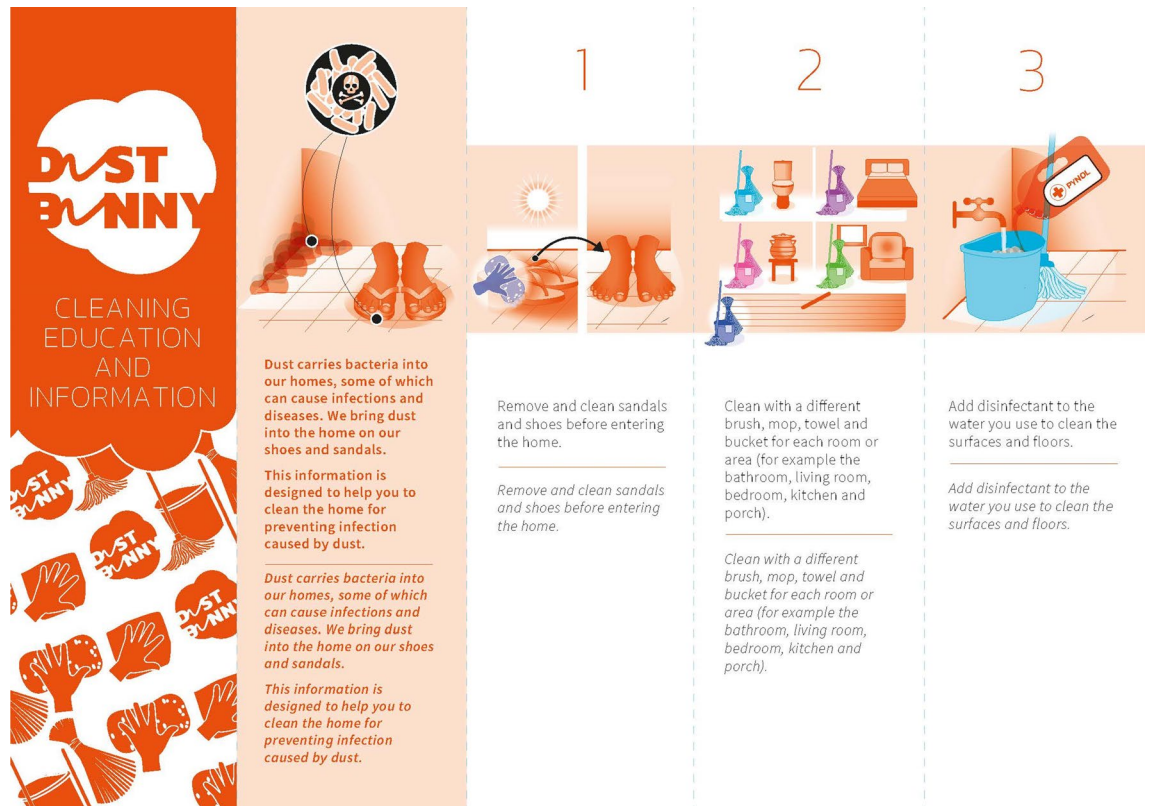 DUST
BUNNY
CLEANING
EDUCATION
AND
INFORMATION
DUST
BUNNY
DUST
BUNNY
DUST
BUNNY
Dust carries bacteria into
our homes, some of which
can cause infections and
diseases. We bring dust
into the home on our
shoes and sandals.
This information is
designed to help you to
clean the home for
preventing infection
caused by dust.
Dust carries bacteria into
our homes, some of which
can cause infections and
diseases. We bring dust
into the home on our shoes
and sandals.
This information is
designed to help you to
clean the home for
preventing infection
caused by dust.
1
Remove and clean sandals
and shoes before entering
the home.
Remove and clean sandals
and shoes before entering
the home.
2
Clean with a different
brush, mop, towel and
bucket for each room or
area (for example the
bathroom, living room,
bedroom, kitchen and
porch).
Clean with a different
brush, mop, towel and
bucket for each room or
area (for example the
bathroom, living room,
bedroom, kitchen and
porch).
3
PYNOL
Add disinfectant to the
water you use to clean the
surfaces and floors.
Add disinfectant to the
water you use to clean the
surfaces and floors.